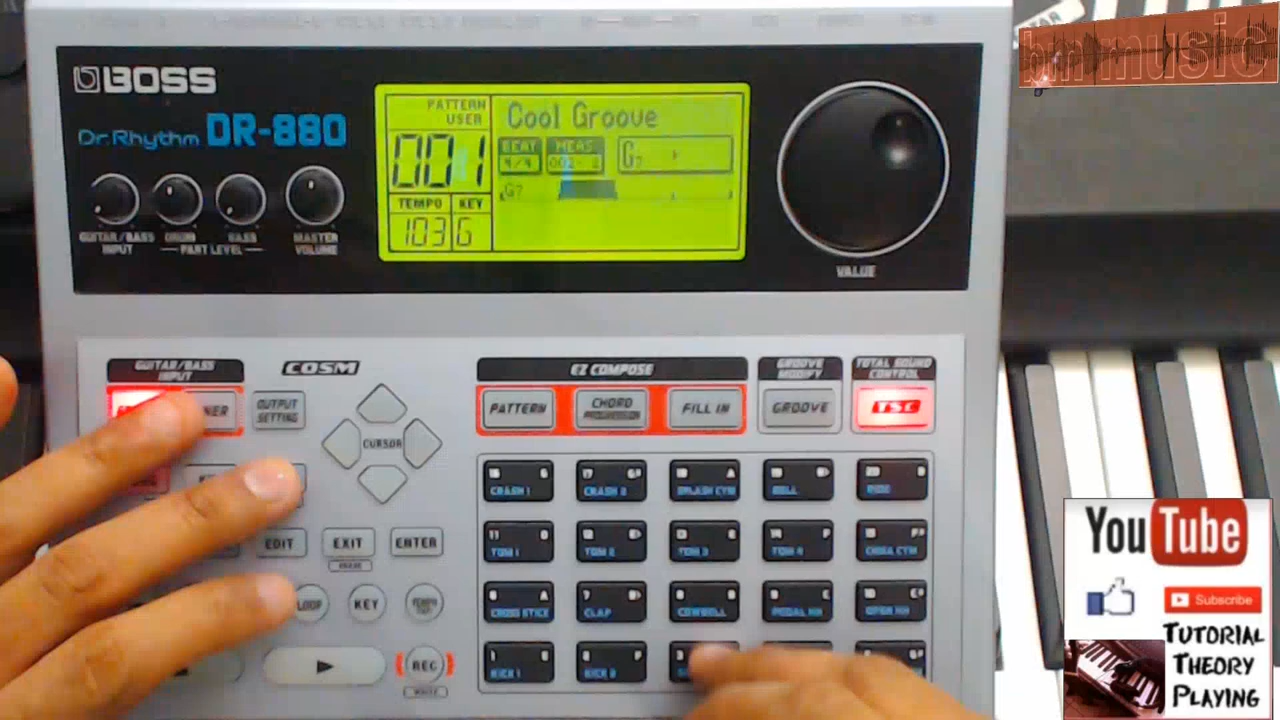 bmmusic
BOSS
Dr. Rhythm DR-880
PATTERN
USER
001
Cool Groove
BEAT
MEAS
4/4
G7
G7
TEMPO
KEY
103
G
GUITAR/BASS
INPUT
DRUM
BASS
PART LEVEL
MASTER
VOLUME
VALUE
GUITAR/BASS
INPUT
COSM
EZ COMPOSE
GROOVE
MODIFY
TOTAL SOUND
CONTROL
OUTPUT
SETTING
CURSOR
PATTERN
CHORD
PROGRESSION
FILL IN
GROOVE
TSC
CRASH 1
CRASH 2
SPLASH CYM
BELL
RIDE
EDIT
EXIT
ENTER
TOM 1
TOM 2
TOM 3
TOM 4
CHINA CYM
LOOP
KEY
CROSS STICK
CLAP
COWBELL
PEDAL HH
OPEN HH
REC
KICK 1
KICK 2
YouTube
Subscribe
TUTORIAL
THEORY
PLAYING